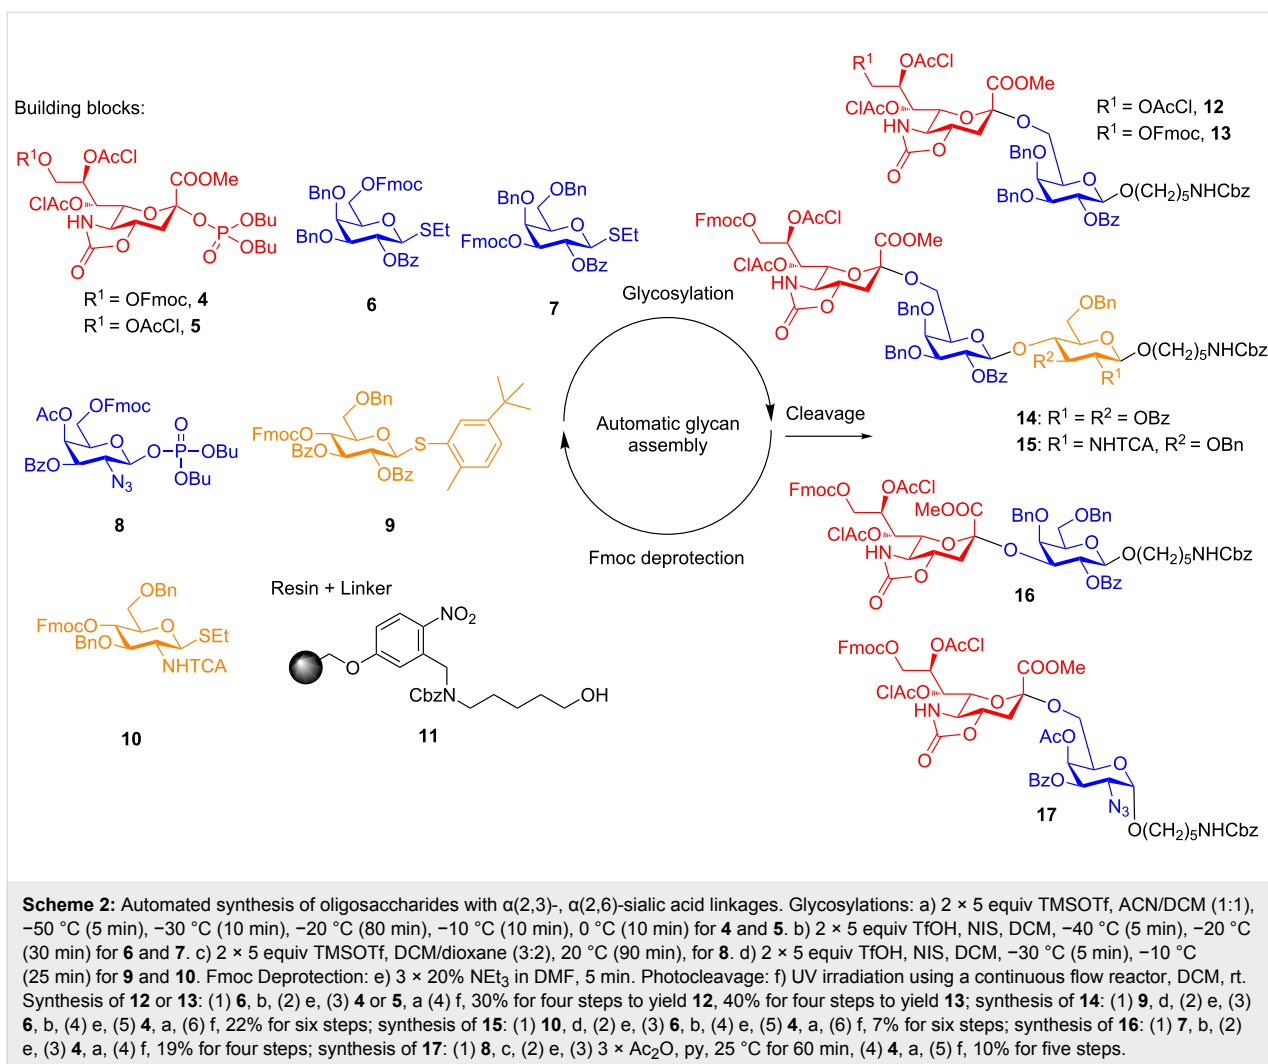 Building blocks:
R¹O
OAcCl
COOMe
ClAcO
O
HN
O
O
O
P
O
OBu
OBu
R¹ = OFmoc, 4
R¹ = OAcCl, 5
BnO
OFmoc
O
BnO
SEt
OBz
6
BnO
OBn
O
FmocO
SEt
OBz
7
AcO
OFmoc
O
BzO
N₃
O
P
O
OBu
OBu
8
OBn
FmocO
O
BzO
S
OBz
9
OBn
FmocO
O
BnO
SEt
NHTCA
10
Resin + Linker
NO₂
O
CbzN
OH
11
Glycosylation
Automatic glycan
assembly
Fmoc deprotection
Cleavage
R¹
OAcCl
COOMe
ClAcO
O
O
HN
O
O
BnO
O
BnO
O(CH₂)₅NHCbz
OBz
R¹ = OAcCl, 12
R¹ = OFmoc, 13
FmocO
OAcCl
COOMe
ClAcO
O
O
HN
O
O
BnO
O
BnO
O
OBz
OBn
O
O(CH₂)₅NHCbz
R²
R¹
14: R¹ = R² = OBz
15: R¹ = NHTCA, R² = OBn
FmocO
OAcCl
MeOOC
ClAcO
O
HN
O
O
O
BnO
OBn
O
O(CH₂)₅NHCbz
OBz
16
FmocO
OAcCl
COOMe
ClAcO
O
O
HN
O
O
AcO
O
BzO
N₃
O(CH₂)₅NHCbz
17
Scheme 2: Automated synthesis of oligosaccharides with α(2,3)-, α(2,6)-sialic acid linkages. Glycosylations: a) 2 × 5 equiv TMSOTf, ACN/DCM (1:1),
−50 °C (5 min), −30 °C (10 min), −20 °C (80 min), −10 °C (10 min), 0 °C (10 min) for 4 and 5. b) 2 × 5 equiv TfOH, NIS, DCM, −40 °C (5 min), −20 °C
(30 min) for 6 and 7. c) 2 × 5 equiv TMSOTf, DCM/dioxane (3:2), 20 °C (90 min), for 8. d) 2 × 5 equiv TfOH, NIS, DCM, −30 °C (5 min), −10 °C
(25 min) for 9 and 10. Fmoc Deprotection: e) 3 × 20% NEt₃ in DMF, 5 min. Photocleavage: f) UV irradiation using a continuous flow reactor, DCM, rt.
Synthesis of 12 or 13: (1) 6, b, (2) e, (3) 4 or 5, a (4) f, 30% for four steps to yield 12, 40% for four steps to yield 13; synthesis of 14: (1) 9, d, (2) e, (3)
6, b, (4) e, (5) 4, a, (6) f, 22% for six steps; synthesis of 15: (1) 10, d, (2) e, (3) 6, b, (4) e, (5) 4, a, (6) f, 7% for six steps; synthesis of 16: (1) 7, b, (2)
e, (3) 4, a, (4) f, 19% for four steps; synthesis of 17: (1) 8, c, (2) e, (3) 3 × Ac₂O, py, 25 °C for 60 min, (4) 4, a, (5) f, 10% for five steps.